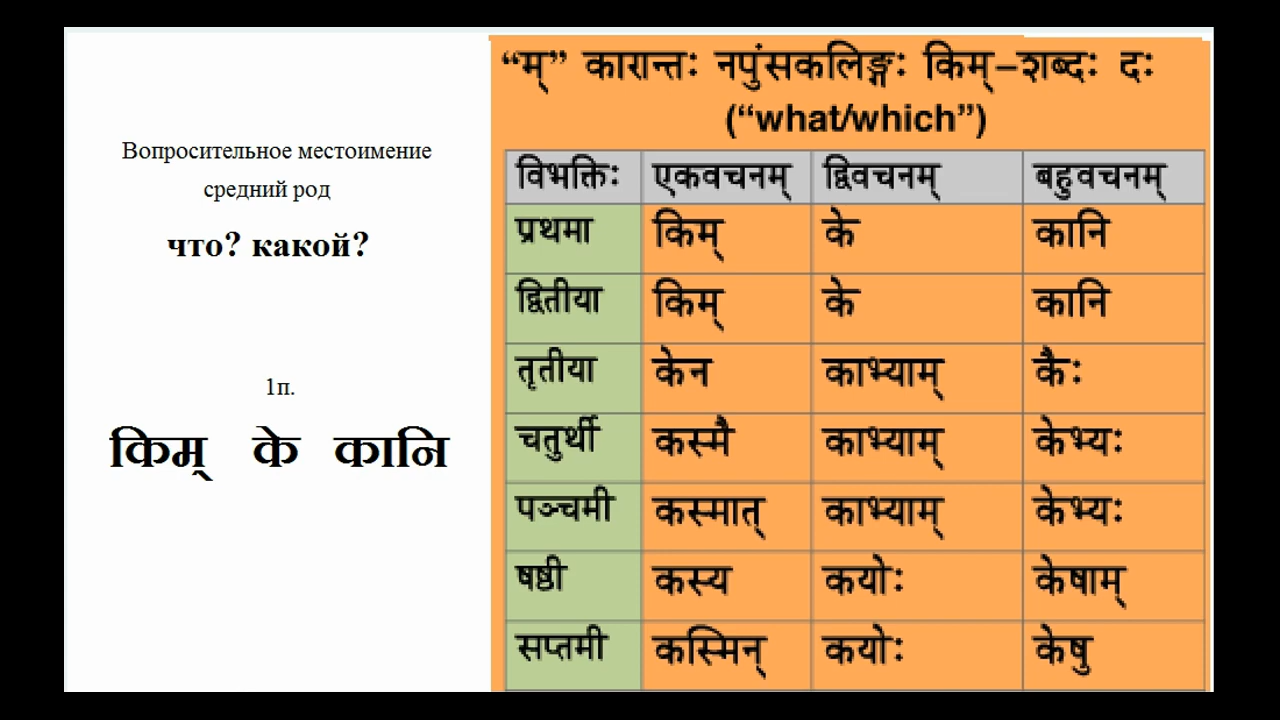 Вопросительное местоимение
средний род
что? какой?
1п.
किम् के कानि
“म्” कारान्तः नपुंसकलिङ्गः किम्–शब्दः दः
(“what/which”)
विभक्तिः एकवचनम् द्विवचनम् बहुवचनम्
प्रथमा किम् के कानि
द्वितीया किम् के कानि
तृतीया केन काभ्याम् कैः
चतुर्थी कस्मै काभ्याम् केभ्यः
पञ्चमी कस्मात् काभ्याम् केभ्यः
षष्ठी कस्य कयोः केषाम्
सप्तमी कस्मिन् कयोः केषु